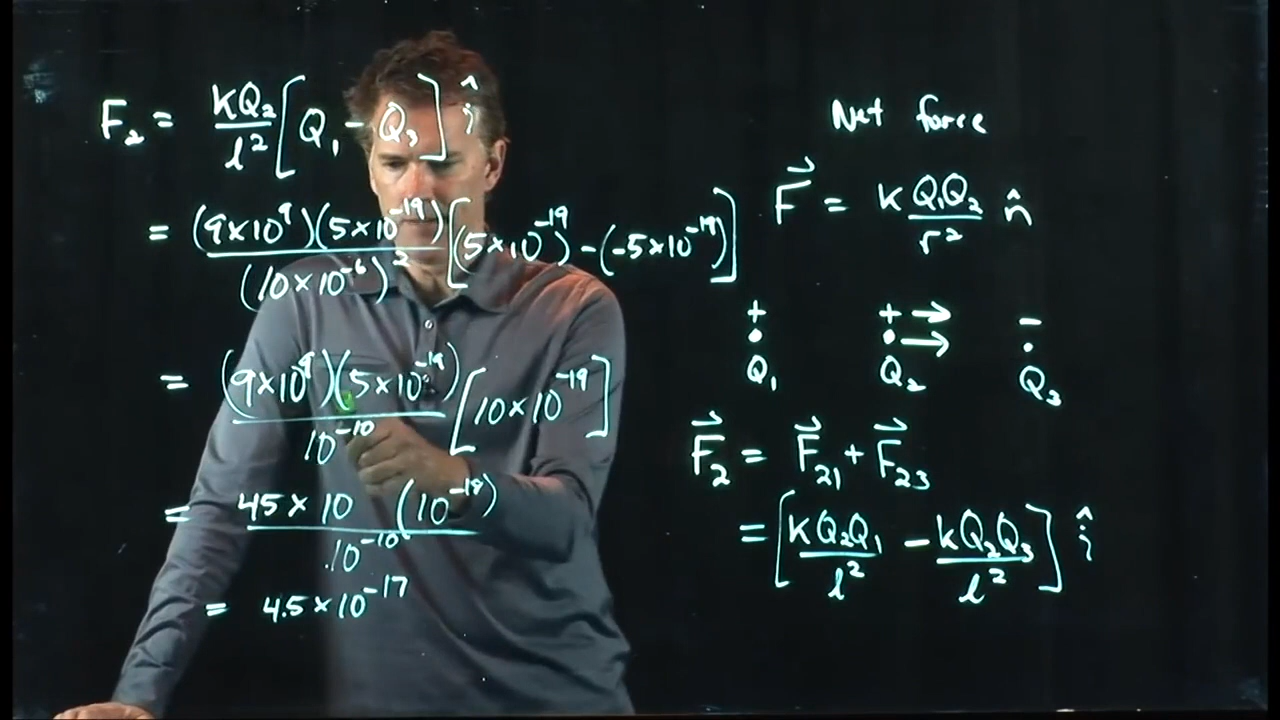 F₂ = kQ₂/l² [Q₁ - Q₃] î
= (9×10⁹)(5×10⁻¹⁹)/(10×10⁻⁶)² [(5×10⁻¹⁹) - (-5×10⁻¹⁹)]
= (9×10⁹)(5×10⁻¹⁹)/10⁻¹⁰ [10×10⁻¹⁹]
= 45×10 (10⁻¹⁸)/10⁻¹⁰
= 4.5×10⁻¹⁷
Net force
F⃗ = k Q₁Q₂/r² n̂
+ + → −
• •→ •
Q₁ Q₂ Q₃
F⃗₂ = F⃗₂₁ + F⃗₂₃
= [kQ₂Q₁/l² − kQ₂Q₃/l²] î